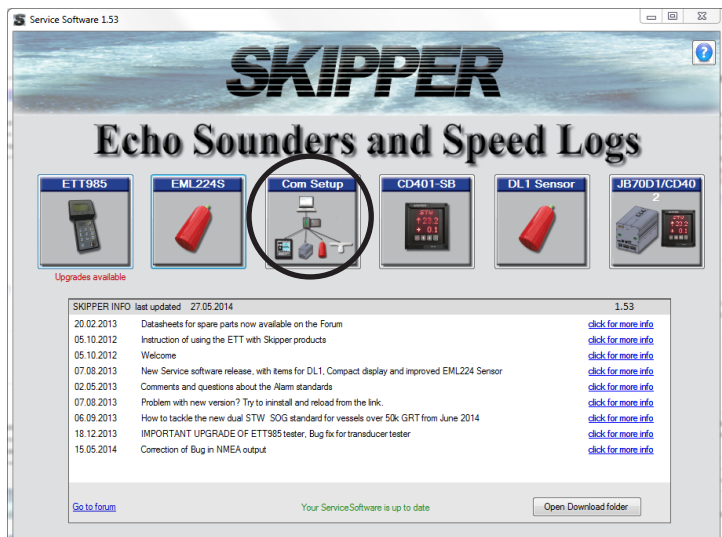 Service Software 1.53
SKIPPER
Echo Sounders and Speed Logs
ETT985 EML224S Com Setup CD401-SB DL1 Sensor JB70D1/CD40
2
STW
+23.2
+ 0.1
Upgrades available
SKIPPER INFO last updated 27.05.2014 1.53
20.02.2013 Datasheets for spare parts now available on the Forum click for more info
05.10.2012 Instruction of using the ETT with Skipper products click for more info
05.10.2012 Welcome click for more info
07.08.2013 New Service software release, with items for DL1, Compact display and improved EML224 Sensor click for more info
02.05.2013 Comments and questions about the Alarm standards click for more info
07.08.2013 Problem with new version? Try to ininstall and reload from the link. click for more info
06.09.2013 How to tackle the new dual STW SOG standard for vessels over 50k GRT from June 2014 click for more info
18.12.2013 IMPORTANT UPGRADE OF ETT985 tester, Bug fix for transducer tester click for more info
15.05.2014 Correction of Bug in NMEA output click for more info
Go to forum Your ServiceSoftware is up to date Open Download folder